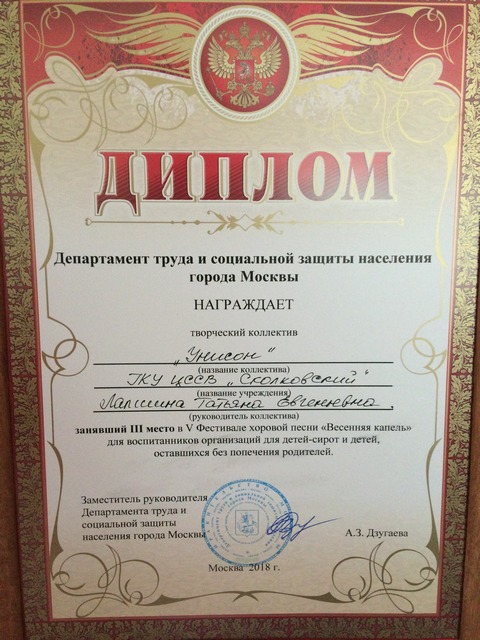 ДИПЛОМ
Департамент труда и социальной защиты населения
города Москвы
НАГРАЖДАЕТ
творческий коллектив
„Унисон“
(название коллектива)
ГКУ ЦССВ „Сколковский“
(название учреждения)
Лапшина Татьяна Евгеньевна,
(руководитель коллектива)
занявший III место в V Фестивале хоровой песни «Весенняя капель»
для воспитанников организаций для детей-сирот и детей,
оставшихся без попечения родителей.
Заместитель руководителя
Департамента труда и
социальной защиты
населения города Москвы
А.З. Дзугаева
Москва 2018 г.